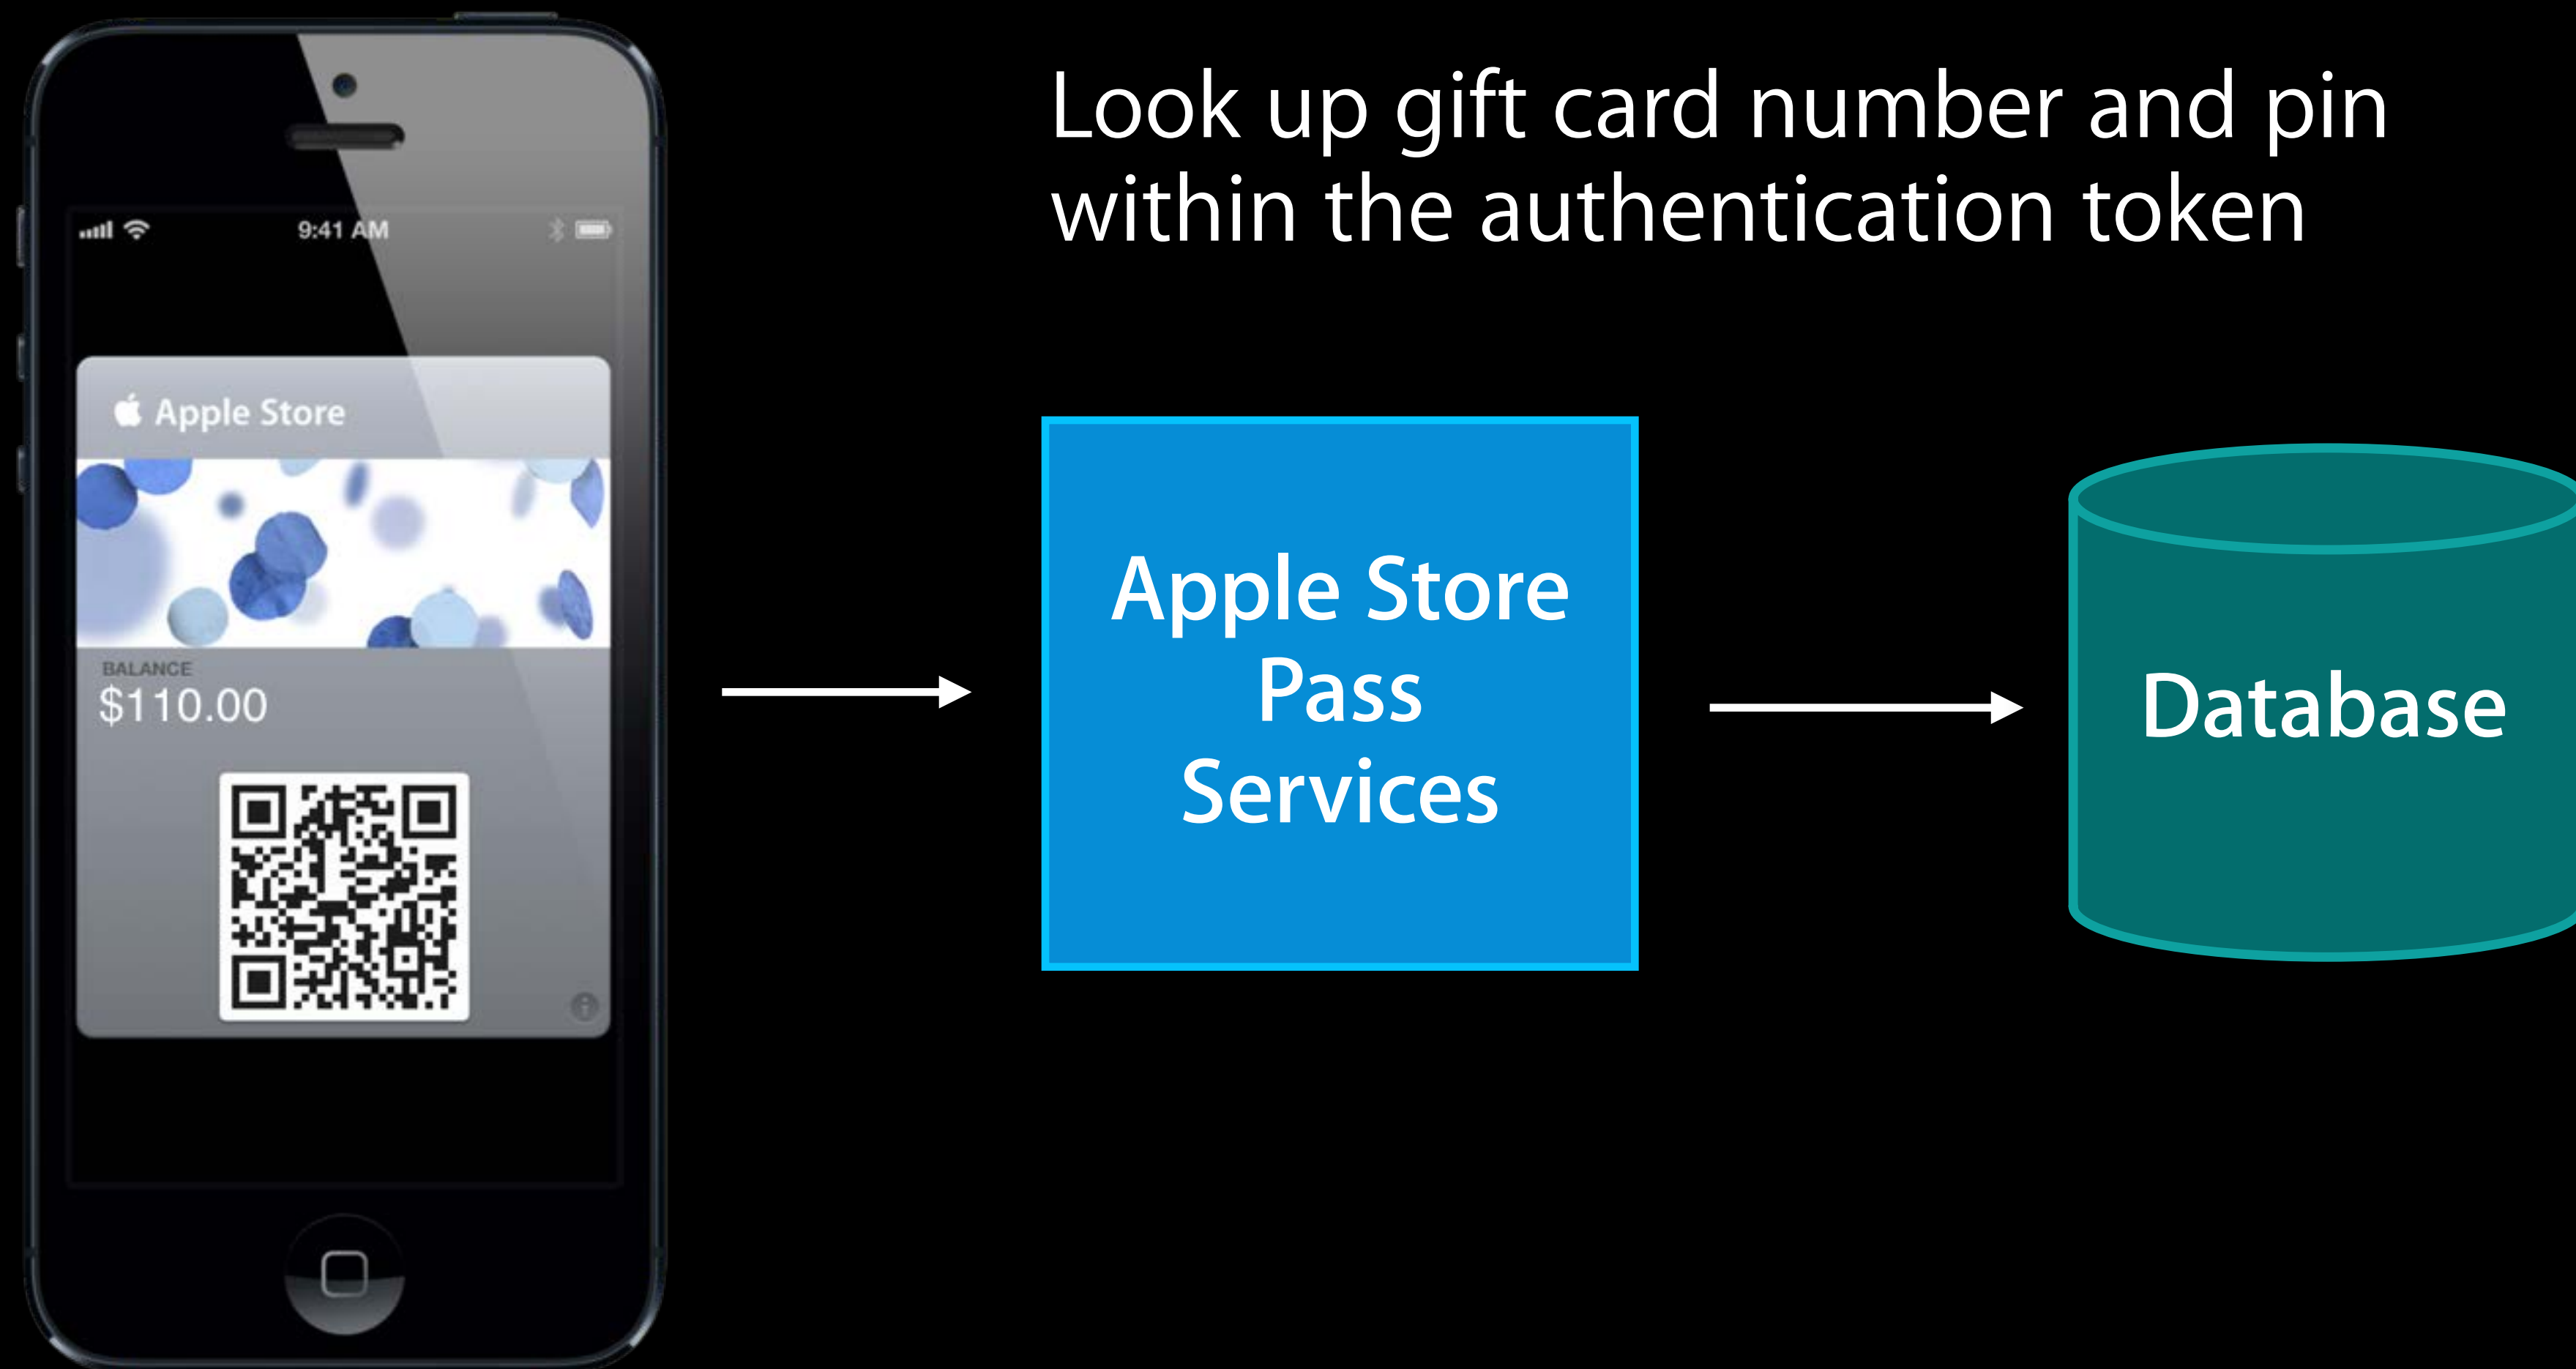 Look up gift card number and pin
within the authentication token
9:41 AM
Apple Store
BALANCE
$110.00
Apple Store
Pass
Services
Database